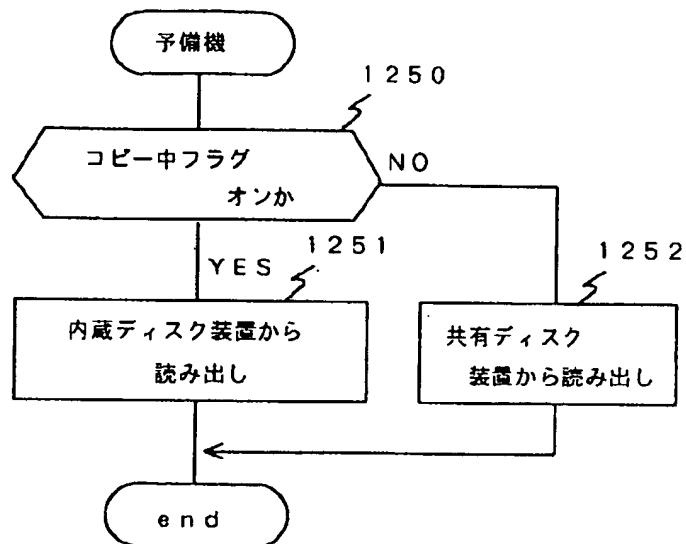 予備機
1250
コピー中フラグ
オンか
NO
YES
1251
1252
内蔵ディスク装置から
読み出し
共有ディスク
装置から読み出し
end